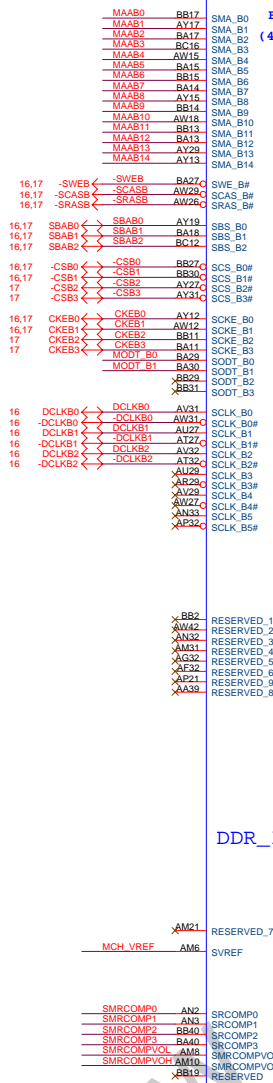 MAAB0 BB17 SMA_B0
MAAB1 AY17 SMA_B1
MAAB2 BA17 SMA_B2
MAAB3 BC16 SMA_B3
MAAB4 AW15 SMA_B4
MAAB5 BA15 SMA_B5
MAAB6 BB15 SMA_B6
MAAB7 BA14 SMA_B7
MAAB8 AY15 SMA_B8
MAAB9 BB14 SMA_B9
MAAB10 AW18 SMA_B10
MAAB11 BB13 SMA_B11
MAAB12 BA13 SMA_B12
MAAB13 AY29 SMA_B13
MAAB14 AY13 SMA_B14
(4
16,17 -SWEB -SWEB BA27 SWE_B#
16,17 -SCASB -SCASB AW29 SCAS_B#
16,17 -SRASB -SRASB AW26 SRAS_B#
16,17 SBAB0 SBAB0 AY19 SBS_B0
16,17 SBAB1 SBAB1 BA18 SBS_B1
16,17 SBAB2 SBAB2 BC12 SBS_B2
16,17 -CSB0 -CSB0 BB27 SCS_B0#
16,17 -CSB1 -CSB1 BB30 SCS_B1#
17 -CSB2 -CSB2 AY27 SCS_B2#
17 -CSB3 -CSB3 AY31 SCS_B3#
16,17 CKEB0 CKEB0 AY12 SCKE_B0
16,17 CKEB1 CKEB1 AW12 SCKE_B1
17 CKEB2 CKEB2 BB11 SCKE_B2
17 CKEB3 CKEB3 BA11 SCKE_B3
MODT_B0 BA29 SODT_B0
MODT_B1 BA30 SODT_B1
BB29 SODT_B2
BB31 SODT_B3
16 DCLKB0 DCLKB0 AV31 SCLK_B0
16 -DCLKB0 -DCLKB0 AW31 SCLK_B0#
16 DCLKB1 DCLKB1 AU27 SCLK_B1
16 -DCLKB1 -DCLKB1 AT27 SCLK_B1#
16 DCLKB2 DCLKB2 AV32 SCLK_B2
16 -DCLKB2 -DCLKB2 AT32 SCLK_B2#
AU29 SCLK_B3
AR29 SCLK_B3#
AV29 SCLK_B4
AW27 SCLK_B4#
AN33 SCLK_B5
AP32 SCLK_B5#
BB2 RESERVED_1
AW42 RESERVED_2
AN32 RESERVED_3
AM31 RESERVED_4
AG32 RESERVED_5
AF32 RESERVED_6
AP21 RESERVED_9
AA39 RESERVED_8
DDR_
AM21 RESERVED_7
MCH_VREF AM6 SVREF
SMRCOMP0 AN2 SRCOMP0
SMRCOMP1 AN3 SRCOMP1
SMRCOMP2 BB40 SRCOMP2
SMRCOMP3 BA40 SRCOMP3
SMRCOMPVOL AM8 SMRCOMPVO
SMRCOMPVOH AM10 SMRCOMPVO
BB19 RESERVED